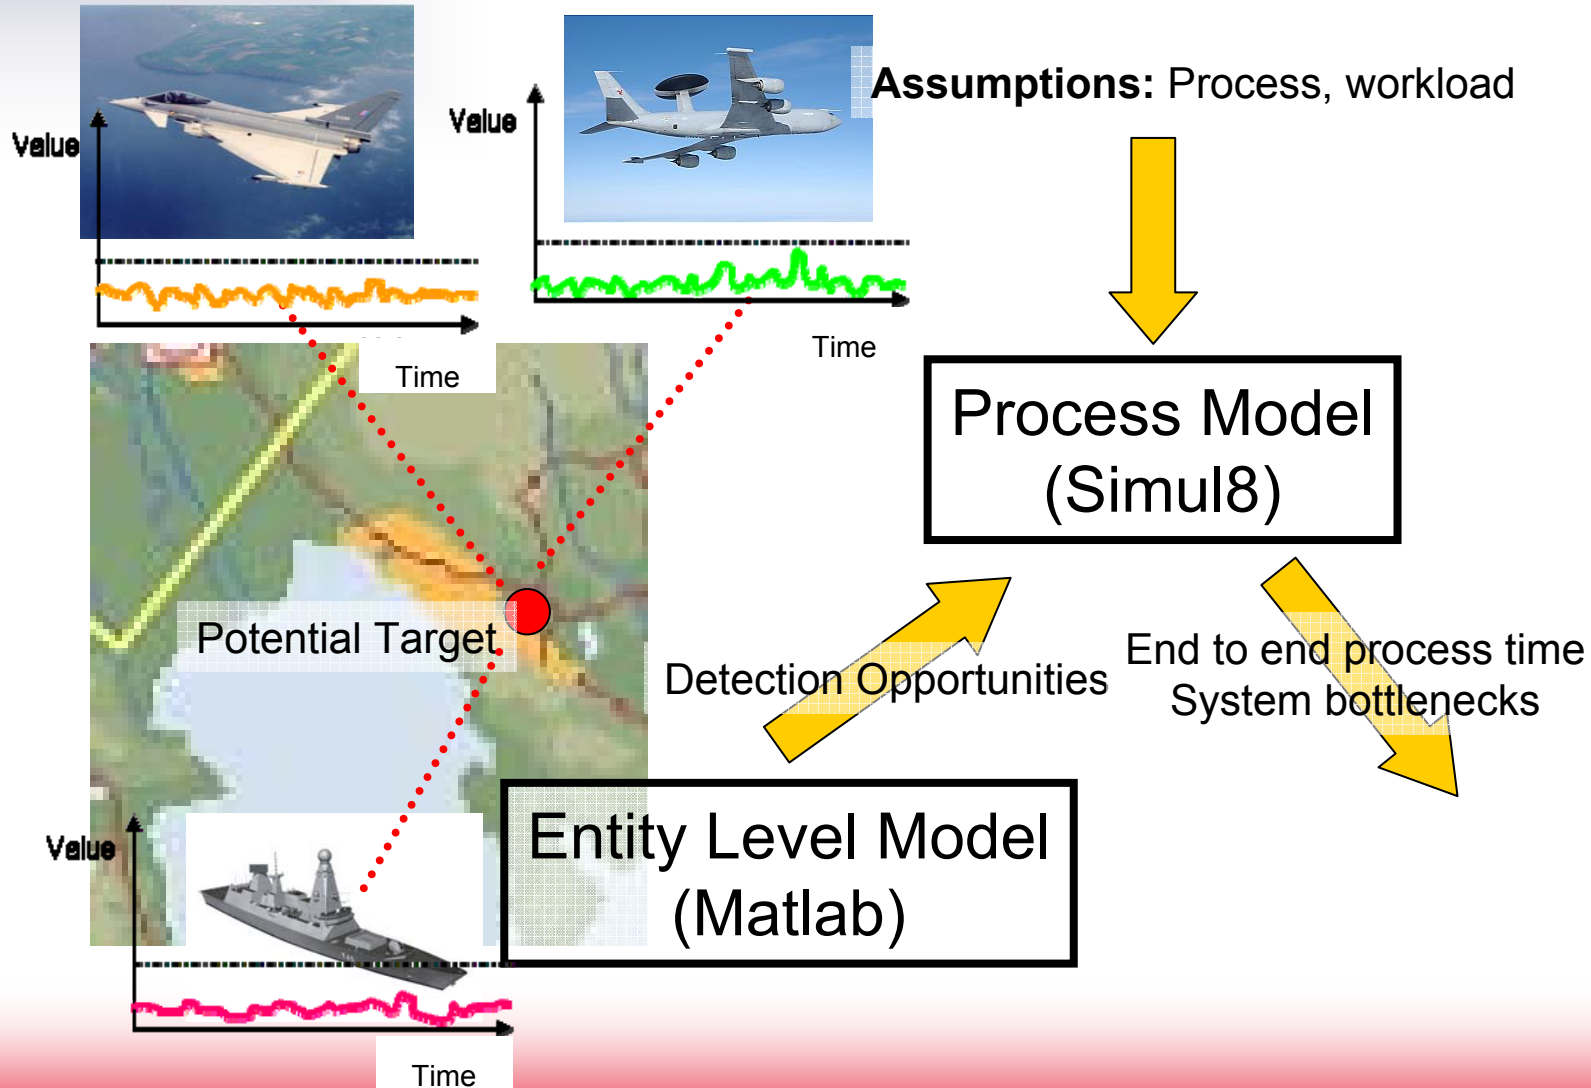 Value
Value
Assumptions: Process, workload
Time
Time
Process Model
(Simul8)
Potential Target
Detection Opportunities
End to end process time
System bottlenecks
Value
Entity Level Model
(Matlab)
Time